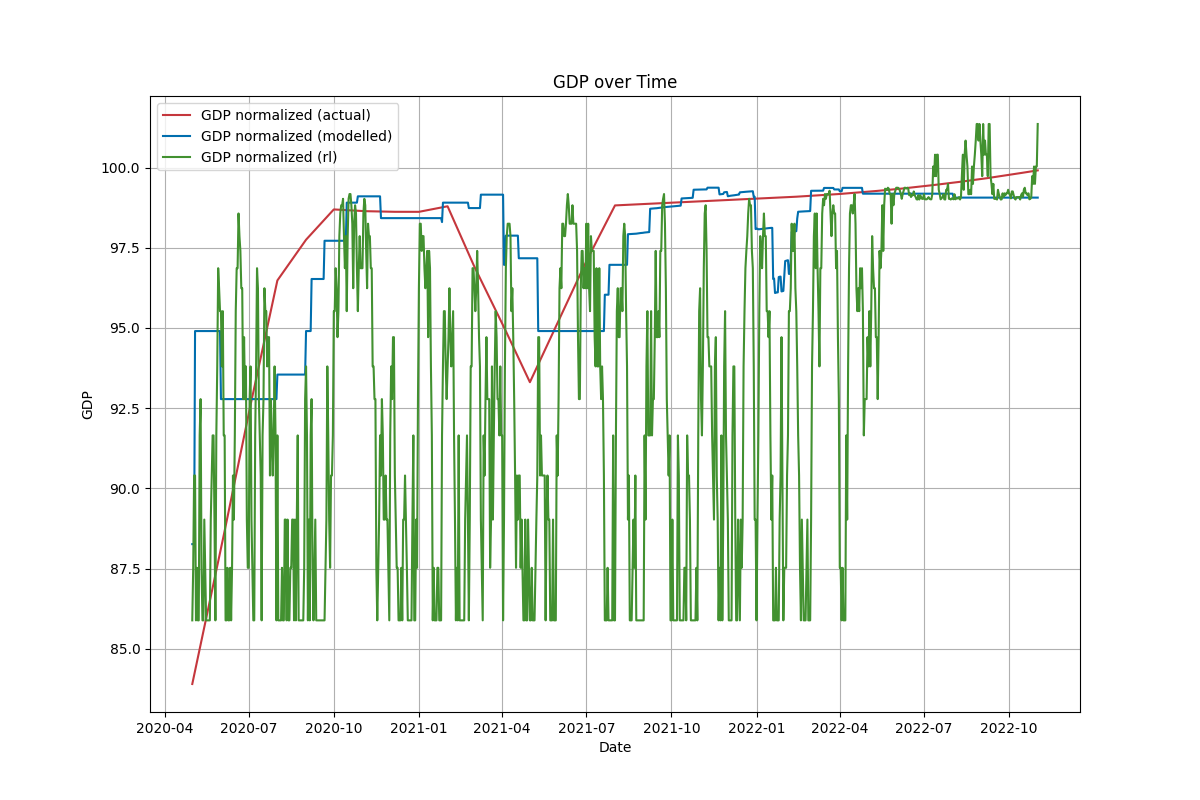 GDP over Time
GDP normalized (actual)
GDP normalized (modelled)
GDP normalized (rl)
100.0
97.5
95.0
92.5
90.0
87.5
85.0
GDP
2020-04 2020-07 2020-10 2021-01 2021-04 2021-07 2021-10 2022-01 2022-04 2022-07 2022-10
Date